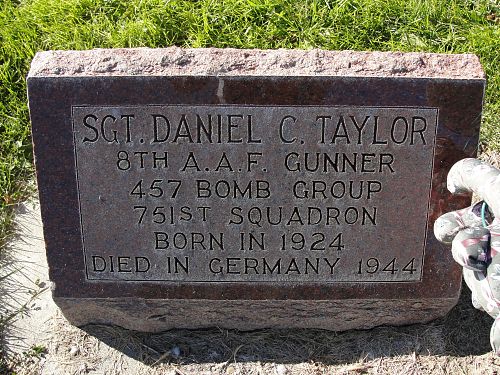 SGT. DANIEL C. TAYLOR
8TH A.A.F. GUNNER
457 BOMB GROUP
751ST SQUADRON
BORN IN 1924
DIED IN GERMANY 1944